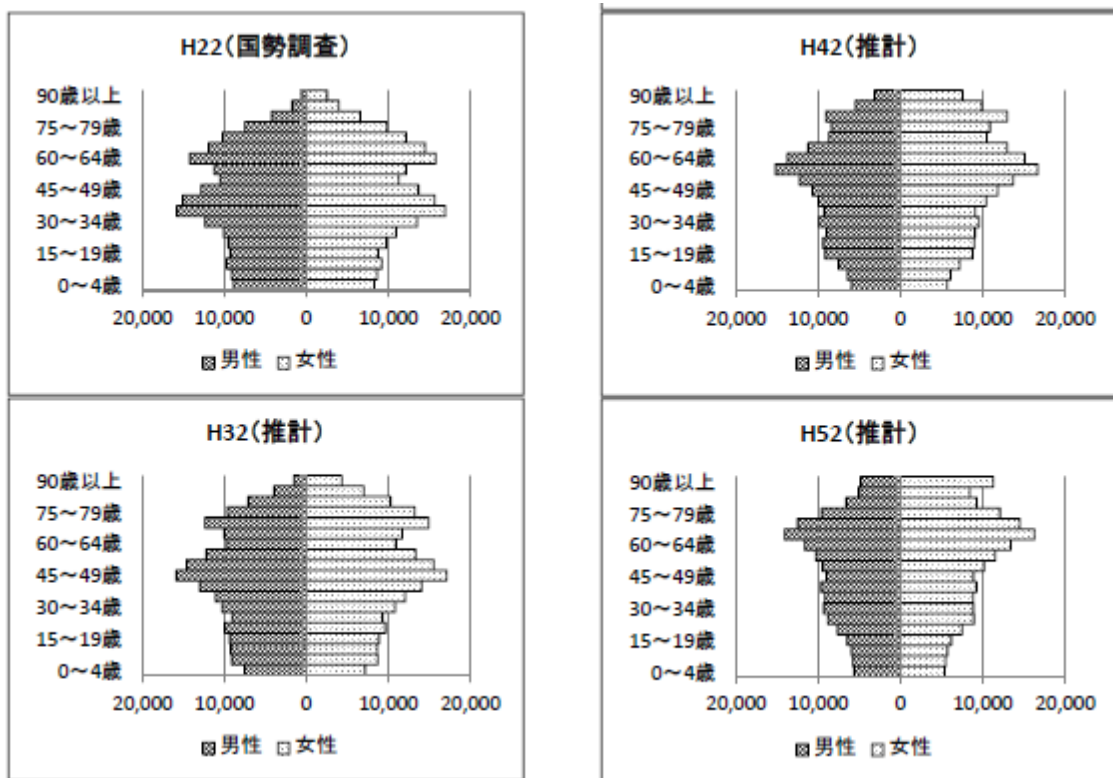 H22(国勢調査)
90歳以上
75～79歳
60～64歳
45～49歳
30～34歳
15～19歳
0～4歳
20,000 10,000 0 10,000 20,000
男性 女性
H42(推計)
90歳以上
75～79歳
60～64歳
45～49歳
30～34歳
15～19歳
0～4歳
20,000 10,000 0 10,000 20,000
男性 女性
H32(推計)
90歳以上
75～79歳
60～64歳
45～49歳
30～34歳
15～19歳
0～4歳
20,000 10,000 0 10,000 20,000
男性 女性
H52(推計)
90歳以上
75～79歳
60～64歳
45～49歳
30～34歳
15～19歳
0～4歳
20,000 10,000 0 10,000 20,000
男性 女性